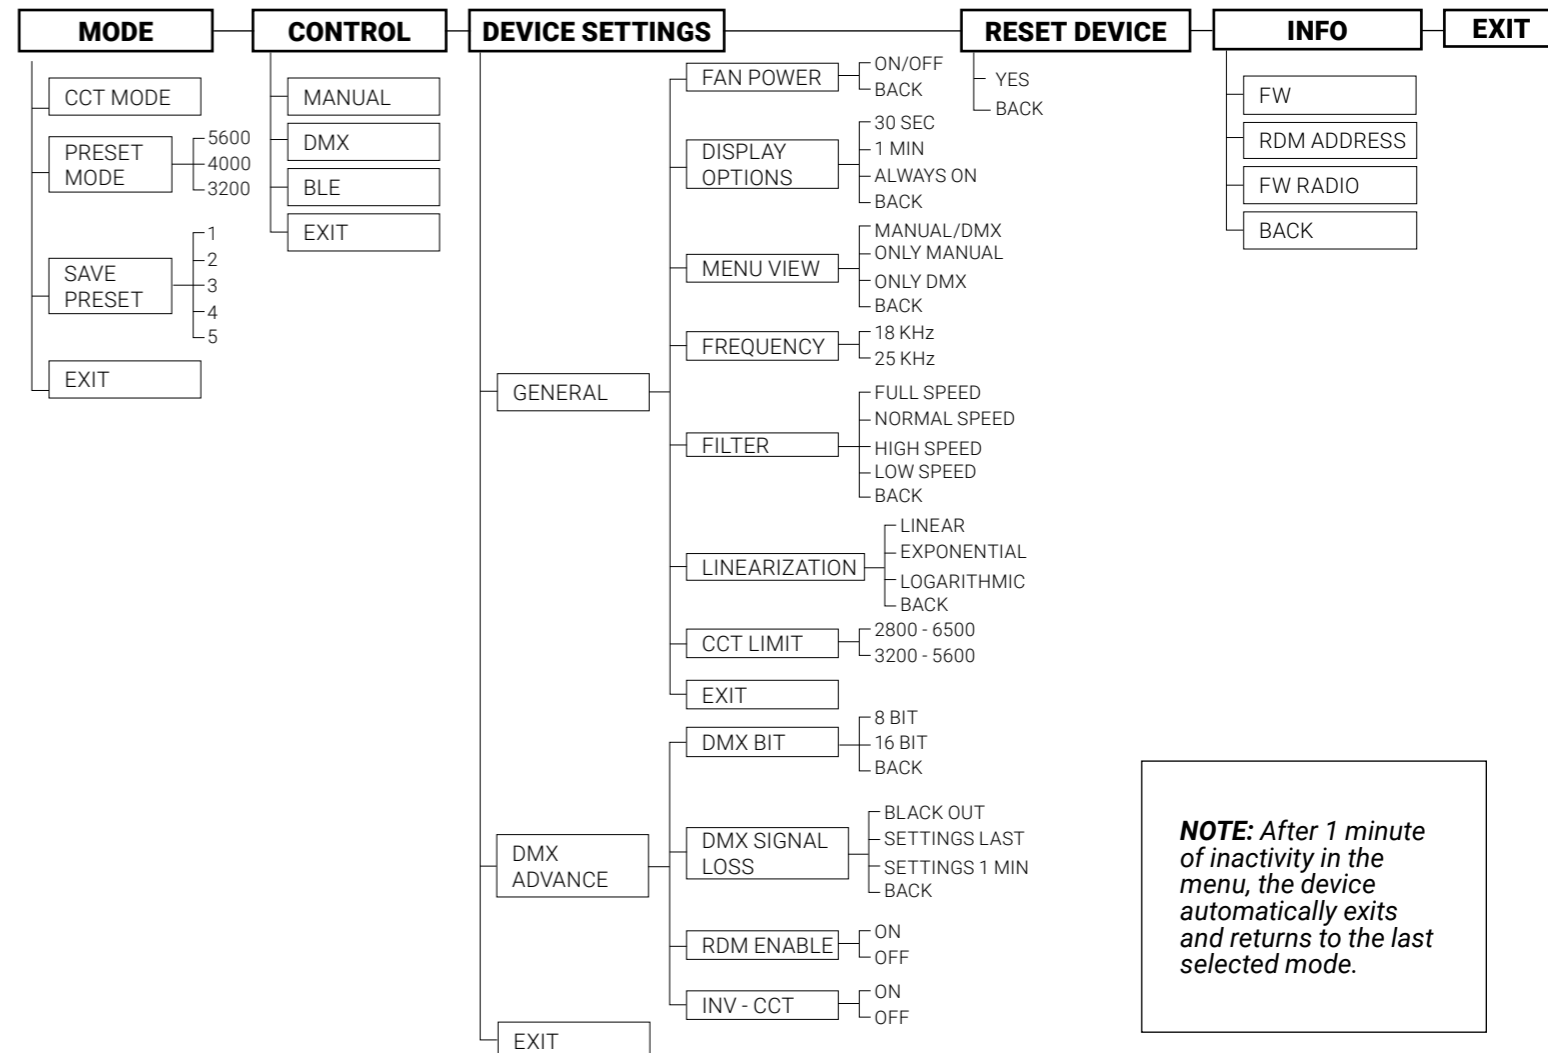 MODE
CONTROL
DEVICE SETTINGS
RESET DEVICE
INFO
EXIT
CCT MODE
PRESET
MODE
5600
4000
3200
SAVE
PRESET
1
2
3
4
5
EXIT
MANUAL
DMX
BLE
EXIT
GENERAL
FAN POWER
ON/OFF
BACK
DISPLAY
OPTIONS
30 SEC
1 MIN
ALWAYS ON
BACK
MENU VIEW
MANUAL/DMX
ONLY MANUAL
ONLY DMX
BACK
FREQUENCY
18 KHz
25 KHz
FILTER
FULL SPEED
NORMAL SPEED
HIGH SPEED
LOW SPEED
BACK
LINEARIZATION
LINEAR
EXPONENTIAL
LOGARITHMIC
BACK
CCT LIMIT
2800 - 6500
3200 - 5600
EXIT
DMX
ADVANCE
DMX BIT
8 BIT
16 BIT
BACK
DMX SIGNAL
LOSS
BLACK OUT
SETTINGS LAST
SETTINGS 1 MIN
BACK
RDM ENABLE
ON
OFF
INV - CCT
ON
OFF
EXIT
YES
BACK
FW
RDM ADDRESS
FW RADIO
BACK
NOTE: After 1 minute
of inactivity in the
menu, the device
automatically exits
and returns to the last
selected mode.